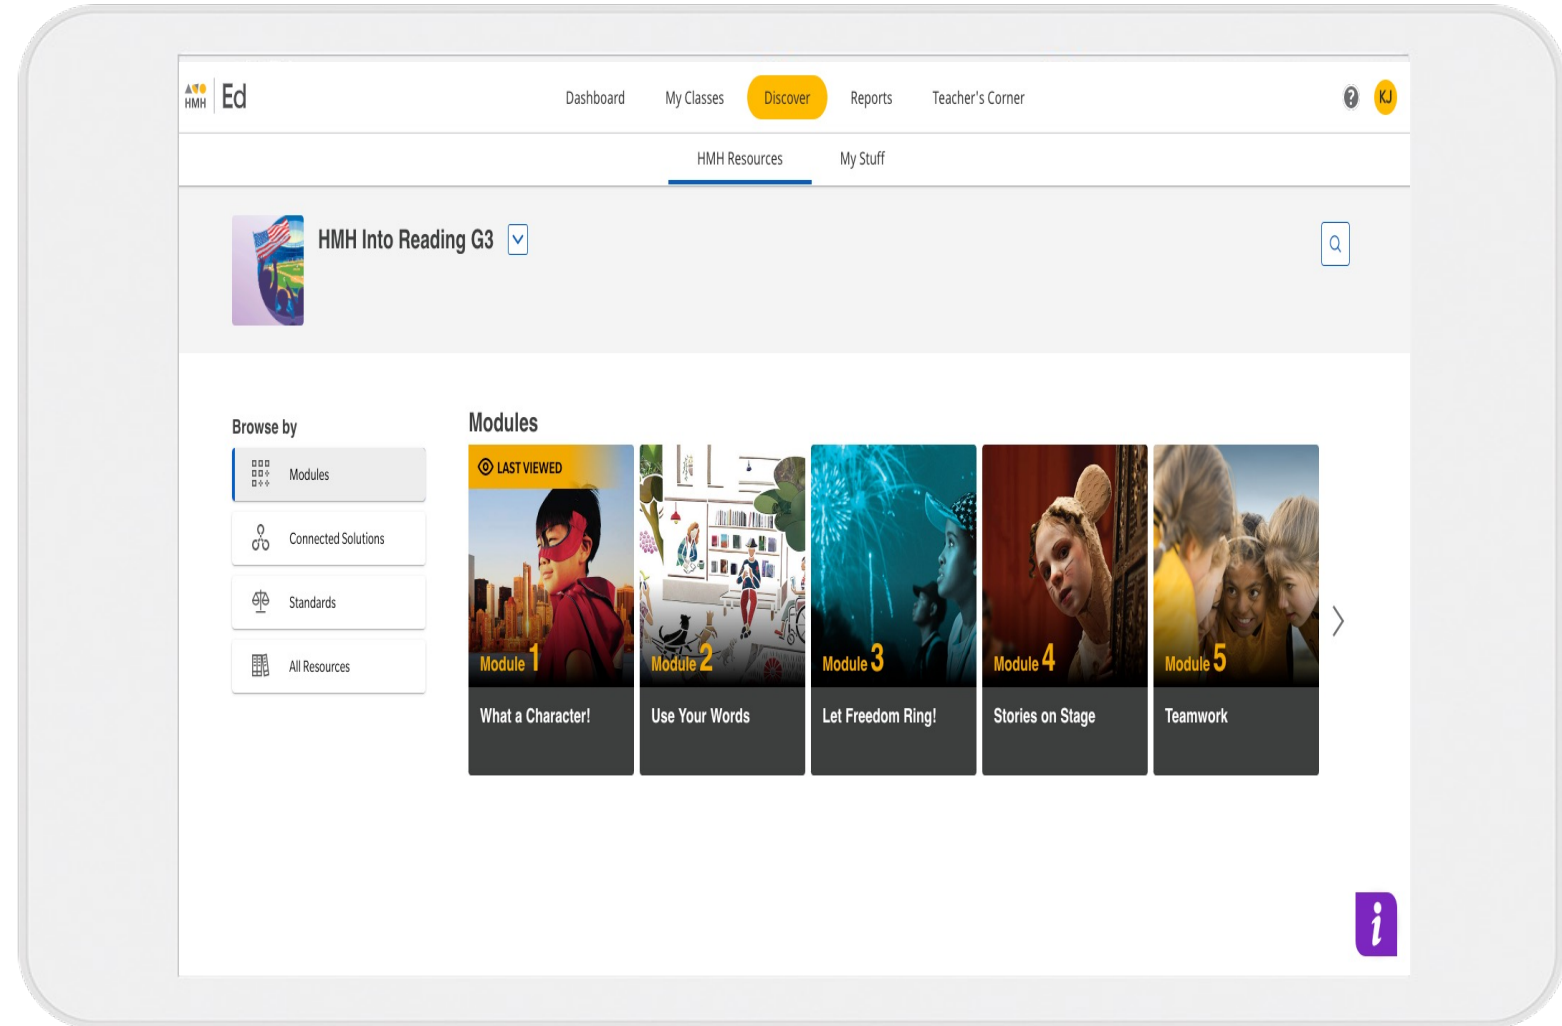 HMH Ed
Dashboard My Classes Discover Reports Teacher's Corner ? KJ
HMH Resources My Stuff
HMH Into Reading G3
Browse by
Modules
Connected Solutions
Standards
All Resources
Modules
LAST VIEWED
Module 1
What a Character!
Module 2
Use Your Words
Module 3
Let Freedom Ring!
Module 4
Stories on Stage
Module 5
Teamwork
i